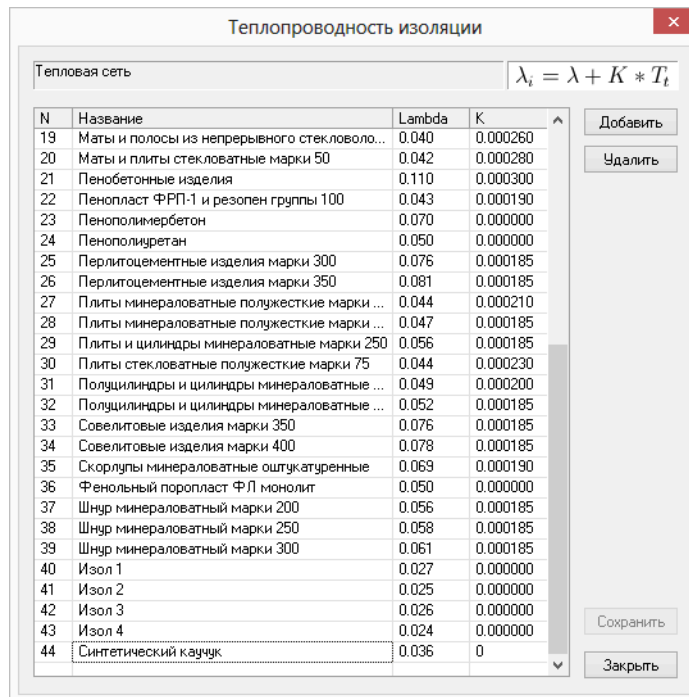 Теплопроводность изоляции
Тепловая сеть
λᵢ = λ + K * Tₜ
N Название Lambda K
19 Маты и полосы из непрерывного стекловоло... 0.040 0.000260
20 Маты и плиты стекловатные марки 50 0.042 0.000280
21 Пенобетонные изделия 0.110 0.000300
22 Пенопласт ФРП-1 и резопен группы 100 0.043 0.000190
23 Пенополимербетон 0.070 0.000000
24 Пенополиуретан 0.050 0.000000
25 Перлитоцементные изделия марки 300 0.076 0.000185
26 Перлитоцементные изделия марки 350 0.081 0.000185
27 Плиты минераловатные полужесткие марки ... 0.044 0.000210
28 Плиты минераловатные полужесткие марки ... 0.047 0.000185
29 Плиты и цилиндры минераловатные марки 250 0.056 0.000185
30 Плиты стекловатные полужесткие марки 75 0.044 0.000230
31 Полуцилиндры и цилиндры минераловатные ... 0.049 0.000200
32 Полуцилиндры и цилиндры минераловатные ... 0.052 0.000185
33 Совелитовые изделия марки 350 0.076 0.000185
34 Совелитовые изделия марки 400 0.078 0.000185
35 Скорлупы минераловатные оштукатуренные 0.069 0.000190
36 Фенольный поропласт ФЛ монолит 0.050 0.000000
37 Шнур минераловатный марки 200 0.056 0.000185
38 Шнур минераловатный марки 250 0.058 0.000185
39 Шнур минераловатный марки 300 0.061 0.000185
40 Изол 1 0.027 0.000000
41 Изол 2 0.025 0.000000
42 Изол 3 0.026 0.000000
43 Изол 4 0.024 0.000000
44 Синтетический каучук 0.036 0
Добавить
Удалить
Сохранить
Закрыть